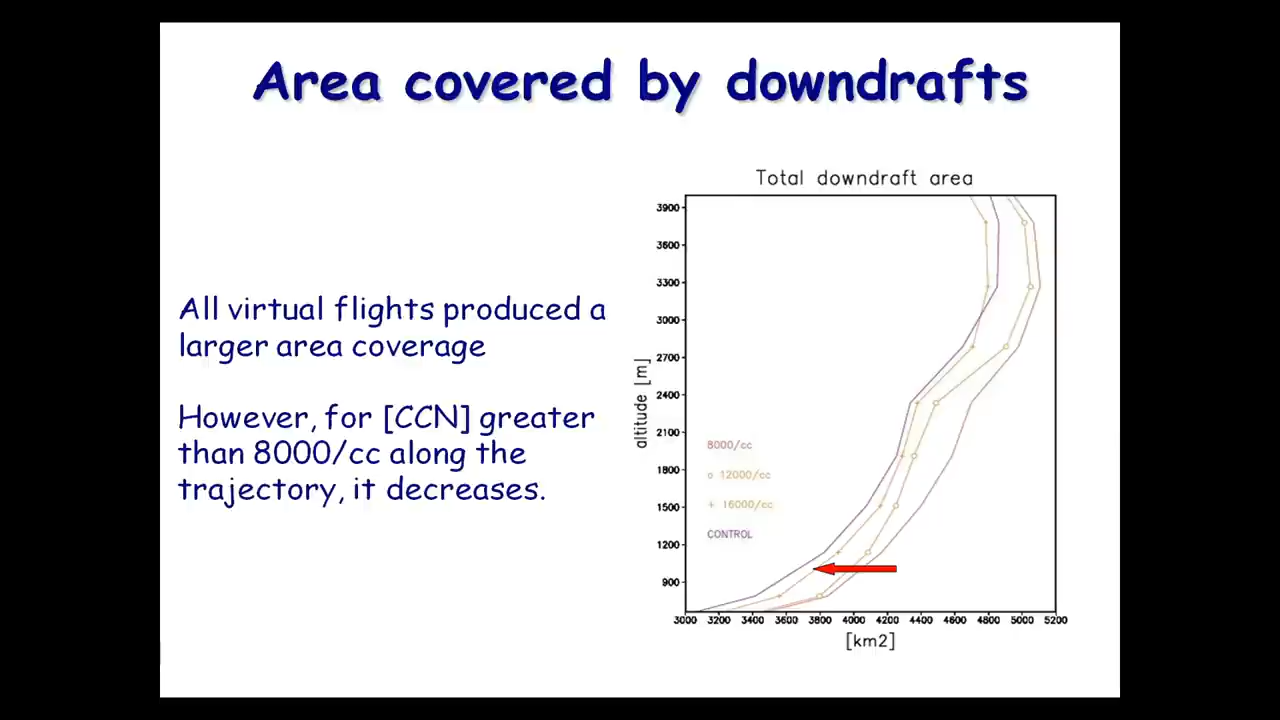 Area covered by downdrafts
All virtual flights produced a
larger area coverage
However, for [CCN] greater
than 8000/cc along the
trajectory, it decreases.
Total downdraft area
altitude [m]
3900
3600
3300
3000
2700
2400
2100
1800
1500
1200
900
8000/cc
12000/cc
16000/cc
CONTROL
3000 3200 3400 3600 3800 4000 4200 4400 4600 4800 5000 5200
[km2]